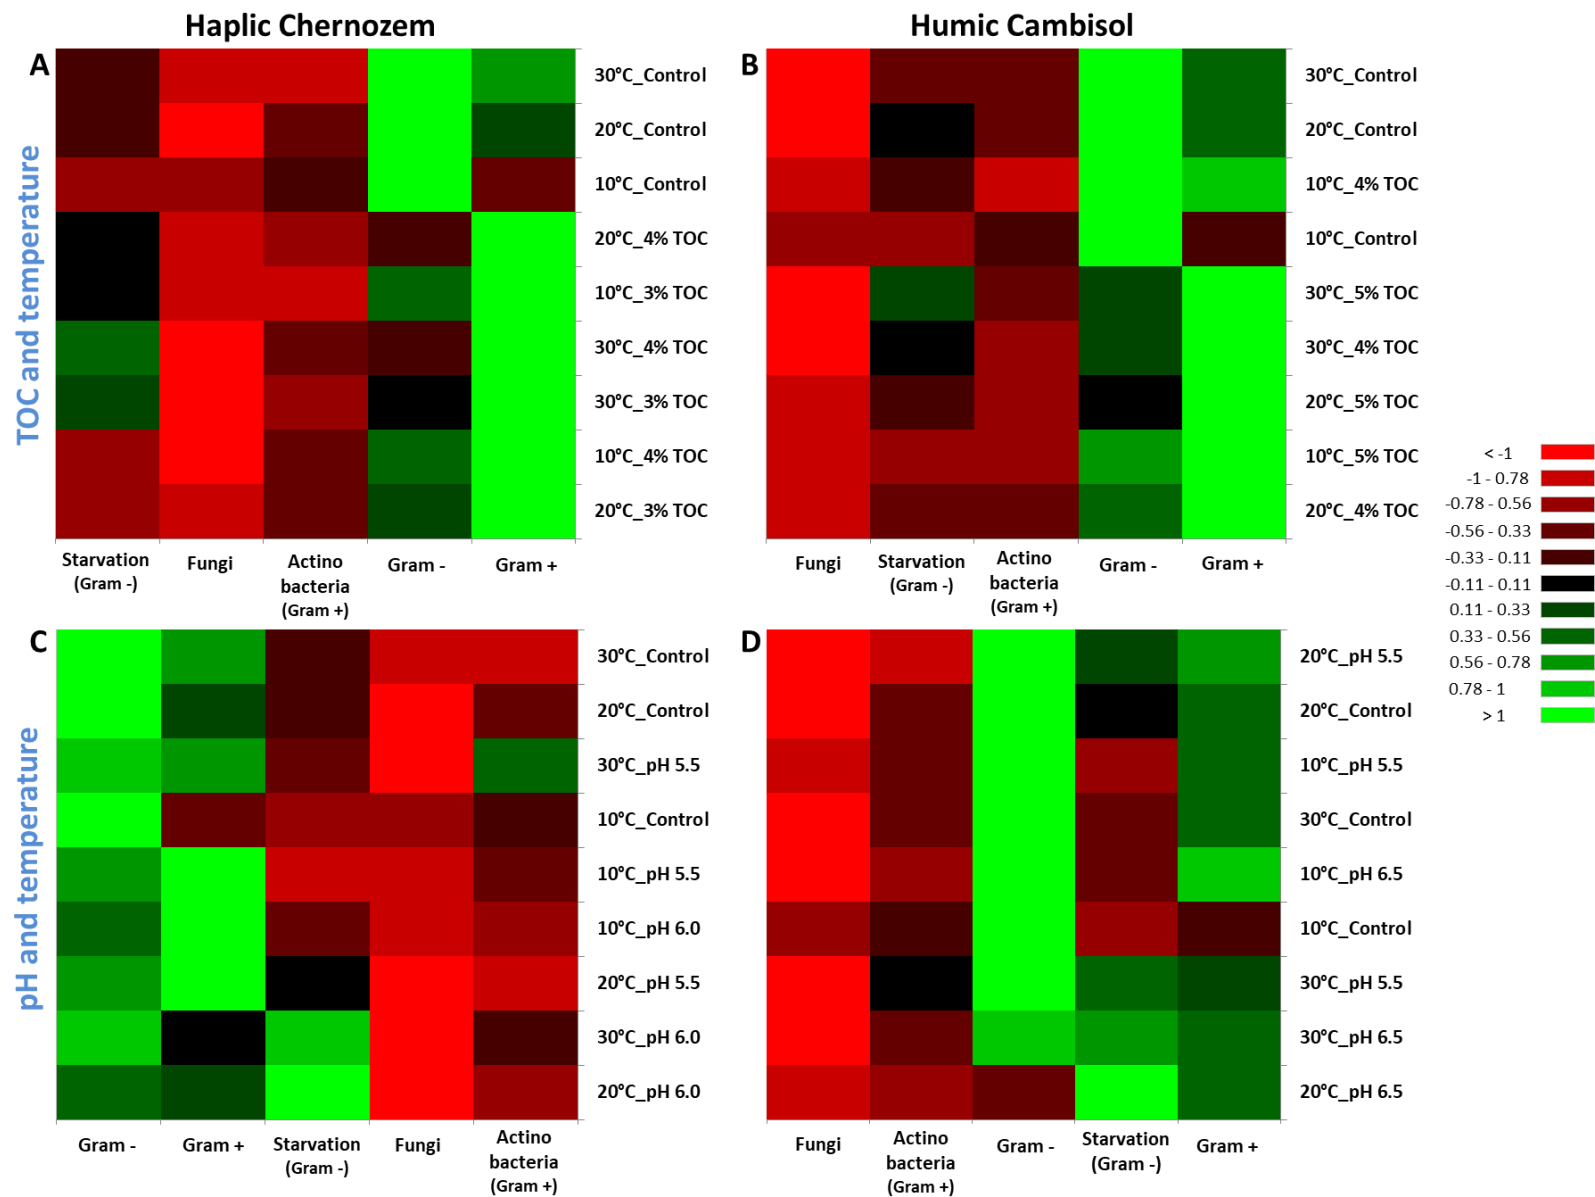 Haplic Chernozem
Humic Cambisol
TOC and temperature
A
30°C_Control
20°C_Control
10°C_Control
20°C_4% TOC
10°C_3% TOC
30°C_4% TOC
30°C_3% TOC
10°C_4% TOC
20°C_3% TOC
Starvation
(Gram -)
Fungi
Actino
bacteria
(Gram +)
Gram -
Gram +
B
30°C_Control
20°C_Control
10°C_4% TOC
10°C_Control
30°C_5% TOC
30°C_4% TOC
20°C_5% TOC
10°C_5% TOC
20°C_4% TOC
Fungi
Starvation
(Gram -)
Actino
bacteria
(Gram +)
Gram -
Gram +
< -1
-1 - 0.78
-0.78 - 0.56
-0.56 - 0.33
-0.33 - 0.11
-0.11 - 0.11
0.11 - 0.33
0.33 - 0.56
0.56 - 0.78
0.78 - 1
> 1
pH and temperature
C
30°C_Control
20°C_Control
30°C_pH 5.5
10°C_Control
10°C_pH 5.5
10°C_pH 6.0
20°C_pH 5.5
30°C_pH 6.0
20°C_pH 6.0
Gram -
Gram +
Starvation
(Gram -)
Fungi
Actino
bacteria
(Gram +)
D
20°C_pH 5.5
20°C_Control
10°C_pH 5.5
30°C_Control
10°C_pH 6.5
10°C_Control
30°C_pH 5.5
30°C_pH 6.5
20°C_pH 6.5
Fungi
Actino
bacteria
(Gram +)
Gram -
Starvation
(Gram -)
Gram +